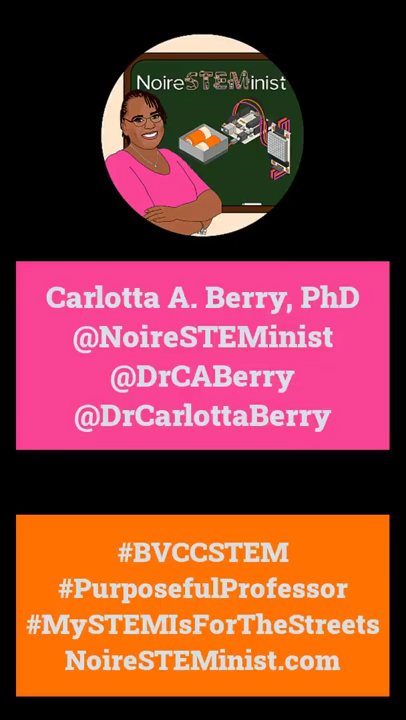 NoireSTEMinist
Carlotta A. Berry, PhD
@NoireSTEMinist
@DrCABerry
@DrCarlottaBerry
#BVCCSTEM
#PurposefulProfessor
#MySTEMIsForTheStreets
NoireSTEMinist.com